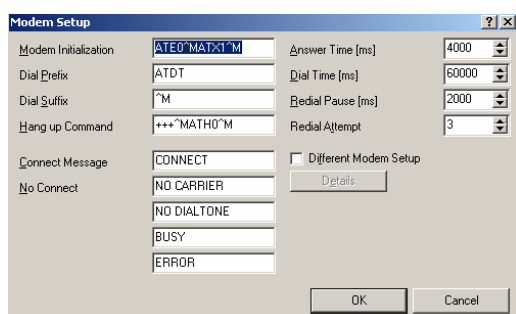 Modem Setup
Modem Initialization ATE0^MATX1^M Answer Time [ms] 4000
Dial Prefix ATDT Dial Time [ms] 60000
Dial Suffix ^M Redial Pause [ms] 2000
Hang up Command +++^MATH0^M Redial Attempt 3
Connect Message CONNECT Different Modem Setup
No Connect NO CARRIER Details
NO DIALTONE
BUSY
ERROR
OK Cancel